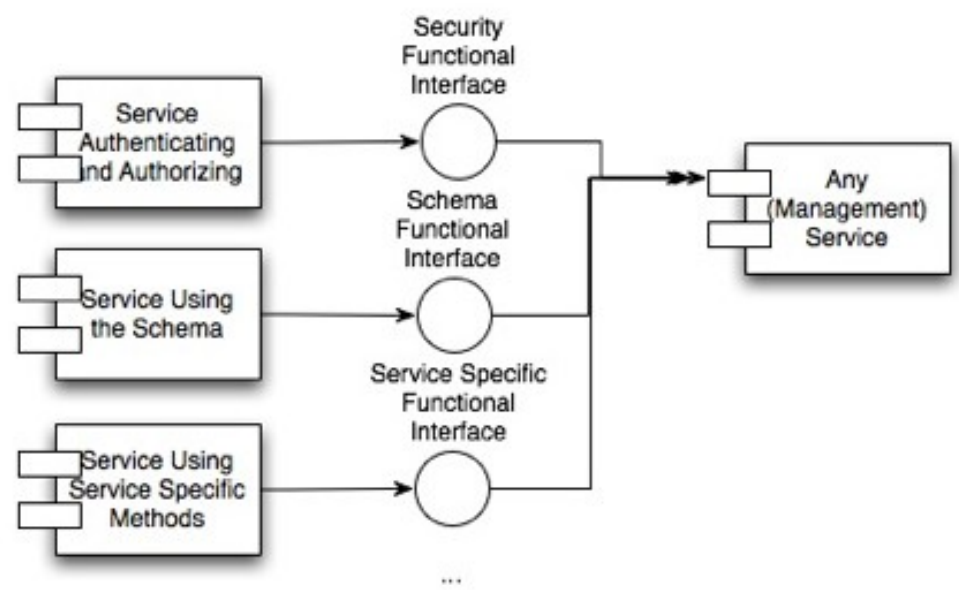 Security
Functional
Interface
Service
Authenticating
and Authorizing
Schema
Functional
Interface
Any
(Management)
Service
Service Using
the Schema
Service Specific
Functional
Interface
Service Using
Service Specific
Methods
...